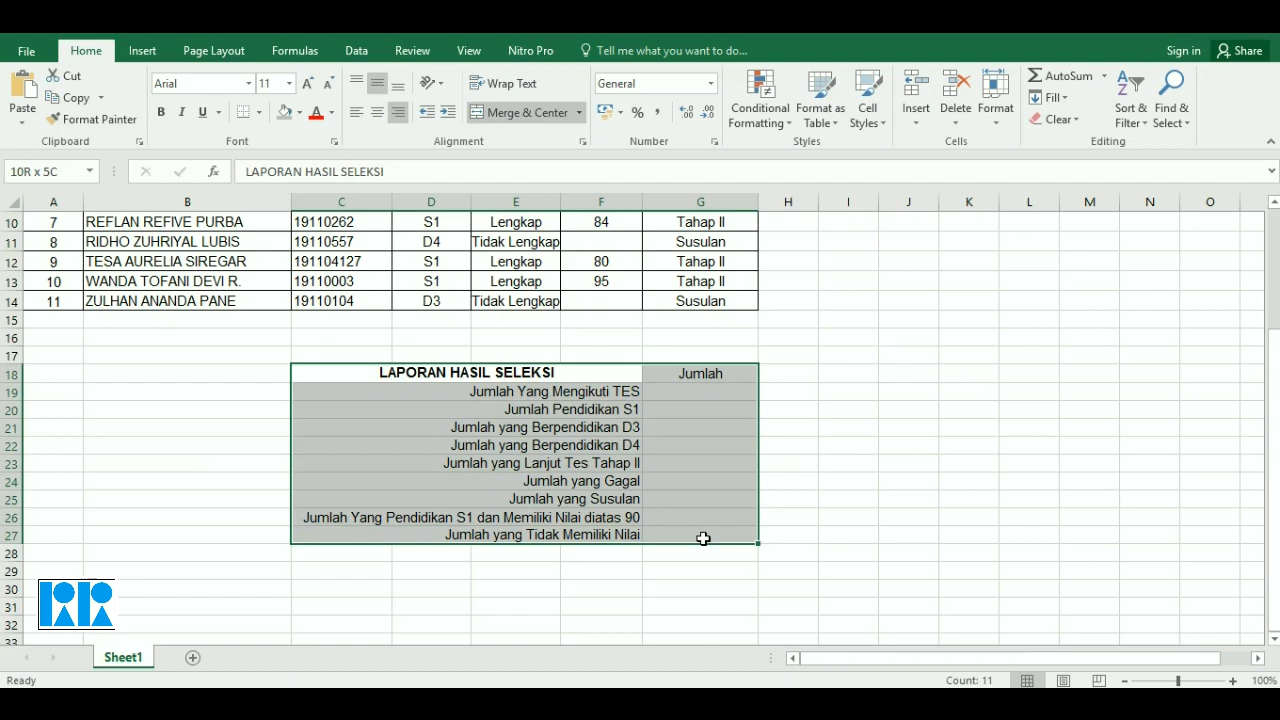 File Home Insert Page Layout Formulas Data Review View Nitro Pro Tell me what you want to do... Sign in Share
Paste Cut Copy Format Painter
Arial 11
B I U
Wrap Text
Merge & Center
General
Conditional Formatting Format as Table Cell Styles
Insert Delete Format
AutoSum Fill Clear
Sort & Filter Find & Select
Clipboard Font Alignment Number Styles Cells Editing
10R x 5C fx LAPORAN HASIL SELEKSI
A B C D E F G H I J K L M N O
10 7 REFLAN REFIVE PURBA 19110262 S1 Lengkap 84 Tahap II
11 8 RIDHO ZUHRIYAL LUBIS 19110557 D4 Tidak Lengkap Susulan
12 9 TESA AURELIA SIREGAR 191104127 S1 Lengkap 80 Tahap II
13 10 WANDA TOFANI DEVI R. 19110003 S1 Lengkap 95 Tahap II
14 11 ZULHAN ANANDA PANE 19110104 D3 Tidak Lengkap Susulan
15
16
17
18 LAPORAN HASIL SELEKSI Jumlah
19 Jumlah Yang Mengikuti TES
20 Jumlah Pendidikan S1
21 Jumlah yang Berpendidikan D3
22 Jumlah yang Berpendidikan D4
23 Jumlah yang Lanjut Tes Tahap II
24 Jumlah yang Gagal
25 Jumlah yang Susulan
26 Jumlah Yang Pendidikan S1 dan Memiliki Nilai diatas 90
27 Jumlah yang Tidak Memiliki Nilai
28
29
30
31
32
33
Sheet1
Ready Count: 11 100%